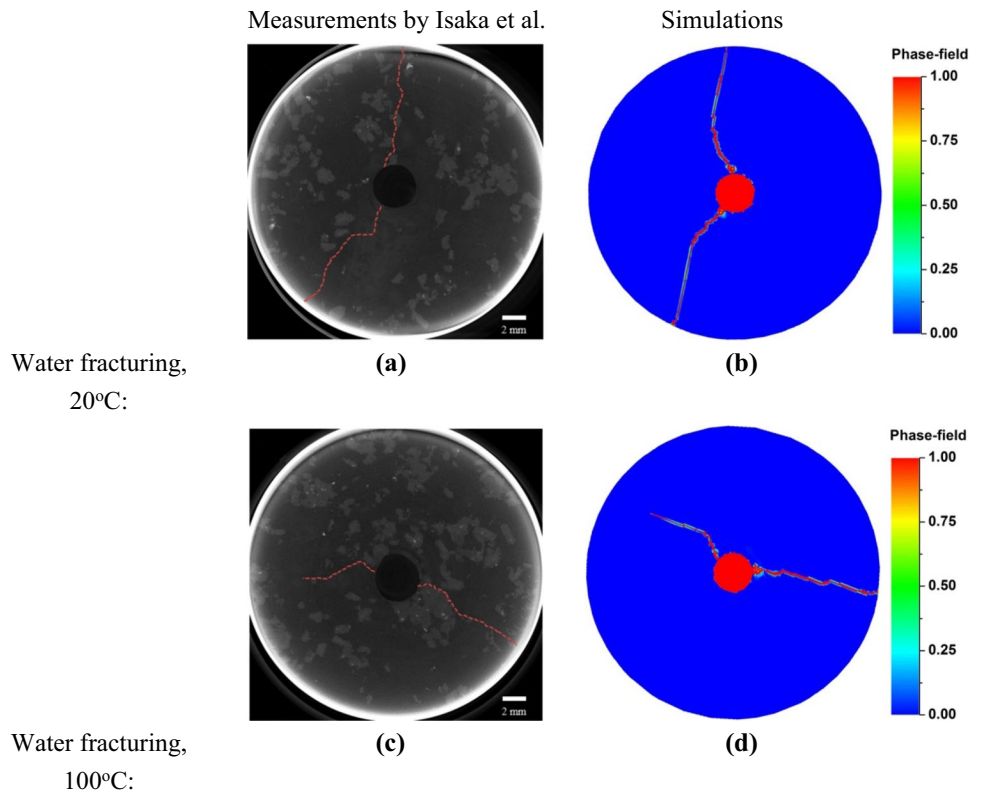 Measurements by Isaka et al. Simulations
Phase-field
1.00
0.75
0.50
0.25
0.00
2 mm
Water fracturing,
20°C:
(a) (b)
Phase-field
1.00
0.75
0.50
0.25
0.00
2 mm
Water fracturing,
100°C:
(c) (d)